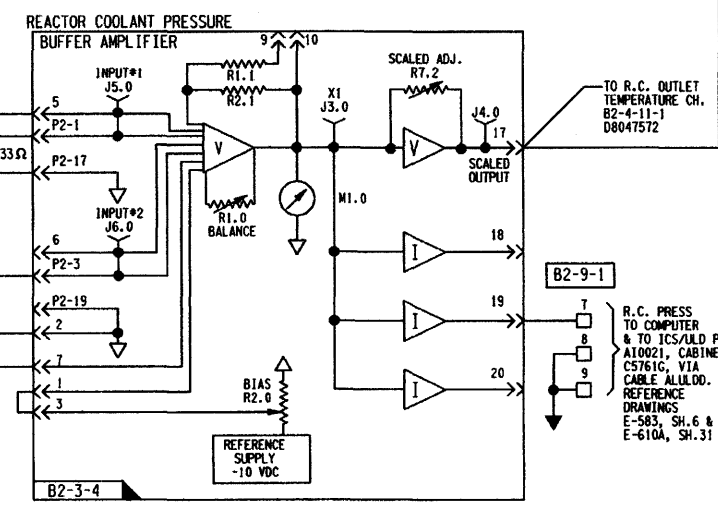 REACTOR COOLANT PRESSURE
BUFFER AMPLIFIER
9
10
R1.1
R2.1
INPUT#1
J5.0
5
P2-1
33Ω
P2-17
V
R1.0
BALANCE
M1.0
X1
J3.0
SCALED ADJ.
R7.2
V
J4.0
17
SCALED
OUTPUT
TO R.C. OUTLET
TEMPERATURE CH.
B2-4-11-1
D8047572
INPUT#2
J6.0
6
P2-3
P2-19
2
7
1
3
BIAS
R2.0
REFERENCE
SUPPLY
-10 VDC
I
18
I
19
I
20
B2-9-1
7
8
9
R.C. PRESS
TO COMPUTER
& TO ICS/ULD P
AI0021, CABINE
C5761G, VIA
CABLE ALULDD.
REFERENCE
DRAWINGS
E-583, SH.6 &
E-610A, SH.31
B2-3-4